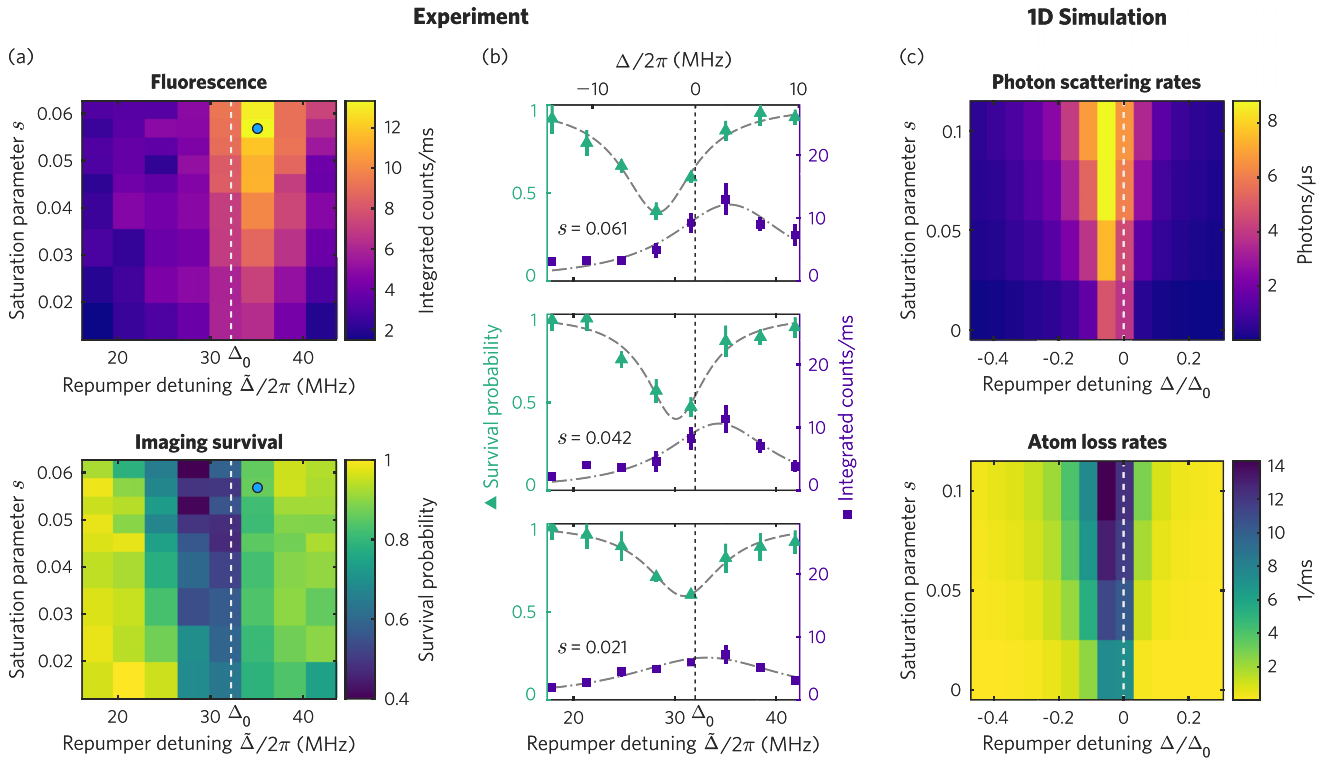 Experiment
1D Simulation
(a)
Fluorescence
Saturation parameter s
0.06
0.05
0.04
0.03
0.02
20
30
Δ₀
40
Repumper detuning Δ̃/2π (MHz)
12
10
8
6
4
2
Integrated counts/ms
Imaging survival
Saturation parameter s
0.06
0.05
0.04
0.03
0.02
20
30
Δ₀
40
Repumper detuning Δ̃/2π (MHz)
1
0.8
0.6
0.4
Survival probability
(b)
Δ/2π (MHz)
−10
0
10
1
0.5
0
20
10
0
s = 0.061
1
0.5
0
20
10
0
s = 0.042
1
0.5
0
20
10
0
s = 0.021
▲ Survival probability
■ Integrated counts/ms
20
30
Δ₀
40
Repumper detuning Δ̃/2π (MHz)
(c)
Photon scattering rates
Saturation parameter s
0.1
0.05
0
-0.4
-0.2
0
0.2
Repumper detuning Δ/Δ₀
8
6
4
2
Photons/µs
Atom loss rates
Saturation parameter s
0.1
0.05
0
-0.4
-0.2
0
0.2
Repumper detuning Δ/Δ₀
14
12
10
8
6
4
2
1/ms